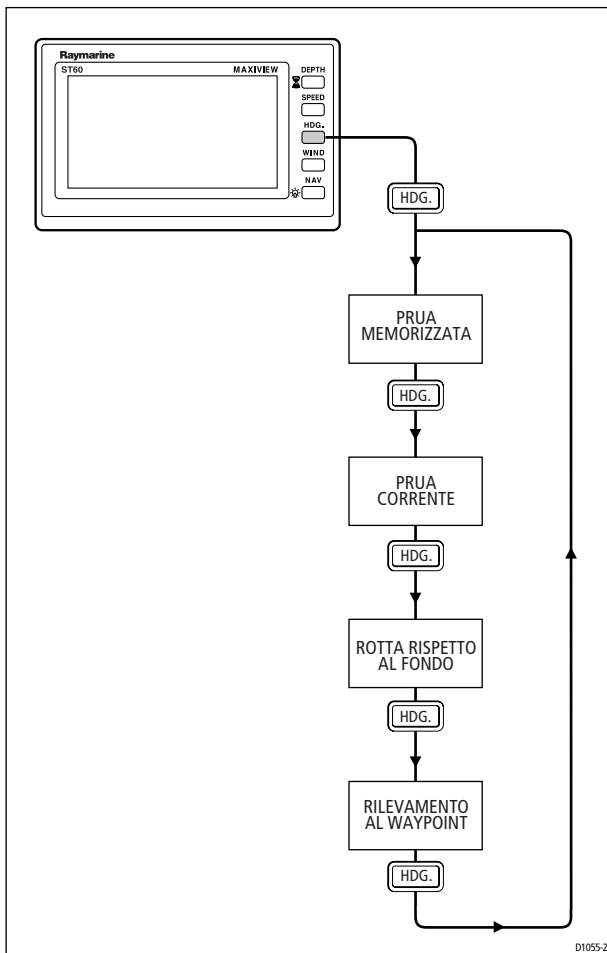 Raymarine
ST60 MAXIVIEW
DEPTH
SPEED
HDG.
WIND
NAV
HDG.
PRUA
MEMORIZZATA
HDG.
PRUA
CORRENTE
HDG.
ROTTA RISPETTO
AL FONDO
HDG.
RILEVAMENTO
AL WAYPOINT
HDG.
D1055-2